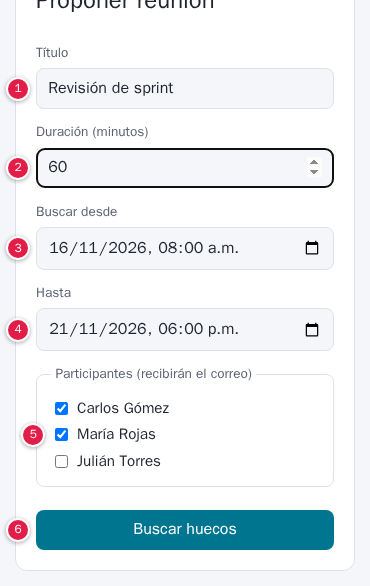 Proponer reunión
Título
1 Revisión de sprint
Duración (minutos)
2 60
Buscar desde
3 16/11/2026, 08:00 a.m.
Hasta
4 21/11/2026, 06:00 p.m.
Participantes (recibirán el correo)
Carlos Gómez
5 María Rojas
Julián Torres
6 Buscar huecos